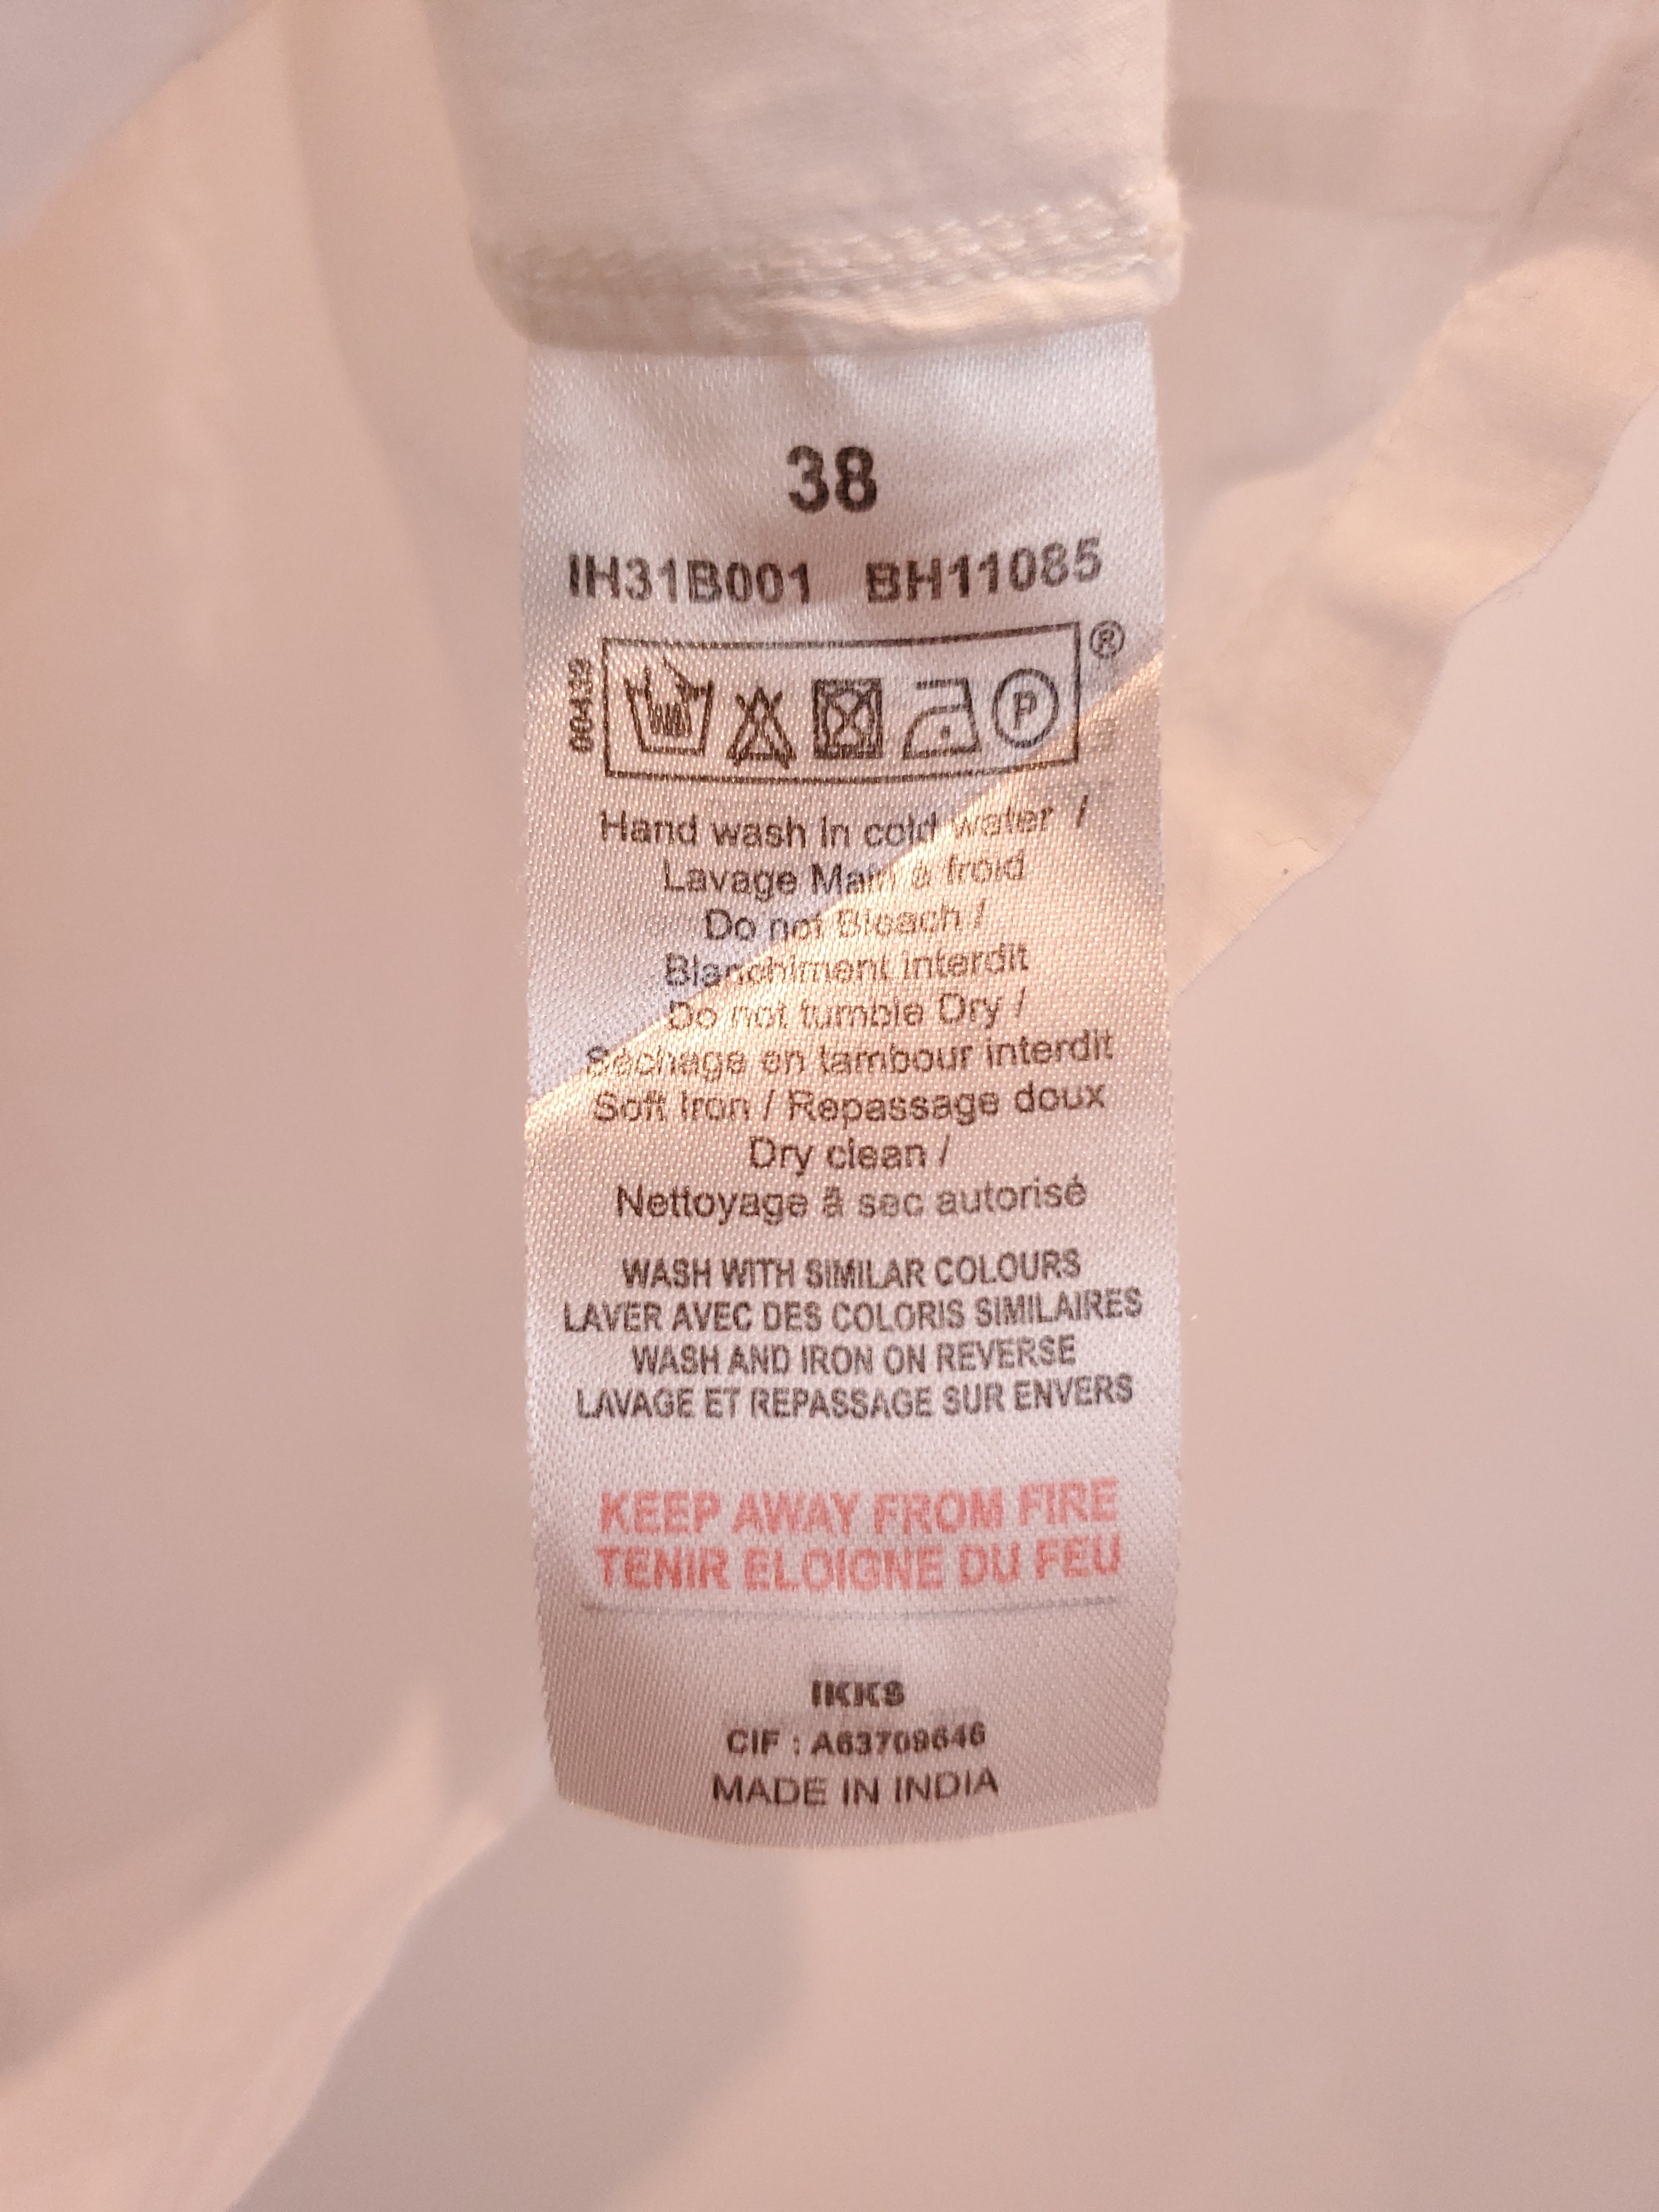 38
IH31B001 BH11085
®
P
Hand wash in cold water /
Lavage Main à froid
Do not Bleach /
Blanchiment interdit
Do not tumble Dry /
Séchage en tambour interdit
Soft Iron / Repassage doux
Dry clean /
Nettoyage à sec autorisé
WASH WITH SIMILAR COLOURS
LAVER AVEC DES COLORIS SIMILAIRES
WASH AND IRON ON REVERSE
LAVAGE ET REPASSAGE SUR ENVERS
KEEP AWAY FROM FIRE
TENIR ELOIGNE DU FEU
IKKS
CIF : A63709646
MADE IN INDIA